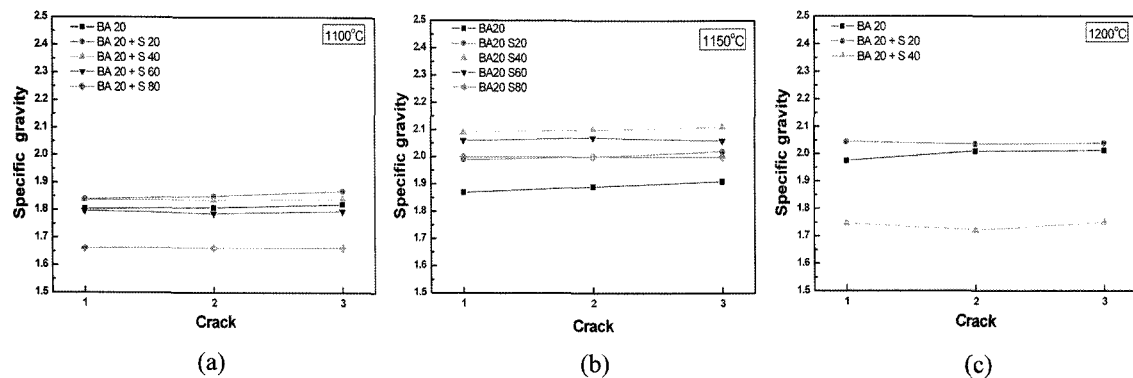 2.5
2.4
2.3
2.2
2.1
2.0
1.9
1.8
1.7
1.6
1.5
Specific gravity
BA 20
BA 20 + S 20
BA 20 + S 40
BA 20 + S 60
BA 20 + S 80
1100°C
1
2
3
Crack
(a)
2.5
2.4
2.3
2.2
2.1
2.0
1.9
1.8
1.7
1.6
1.5
Specific gravity
BA20
BA20 S20
BA20 S40
BA20 S60
BA20 S80
1150°C
1
2
3
Crack
(b)
2.5
2.4
2.3
2.2
2.1
2.0
1.9
1.8
1.7
1.6
1.5
Specific gravity
BA 20
BA 20 + S 20
BA 20 + S 40
1200°C
1
2
3
Crack
(c)